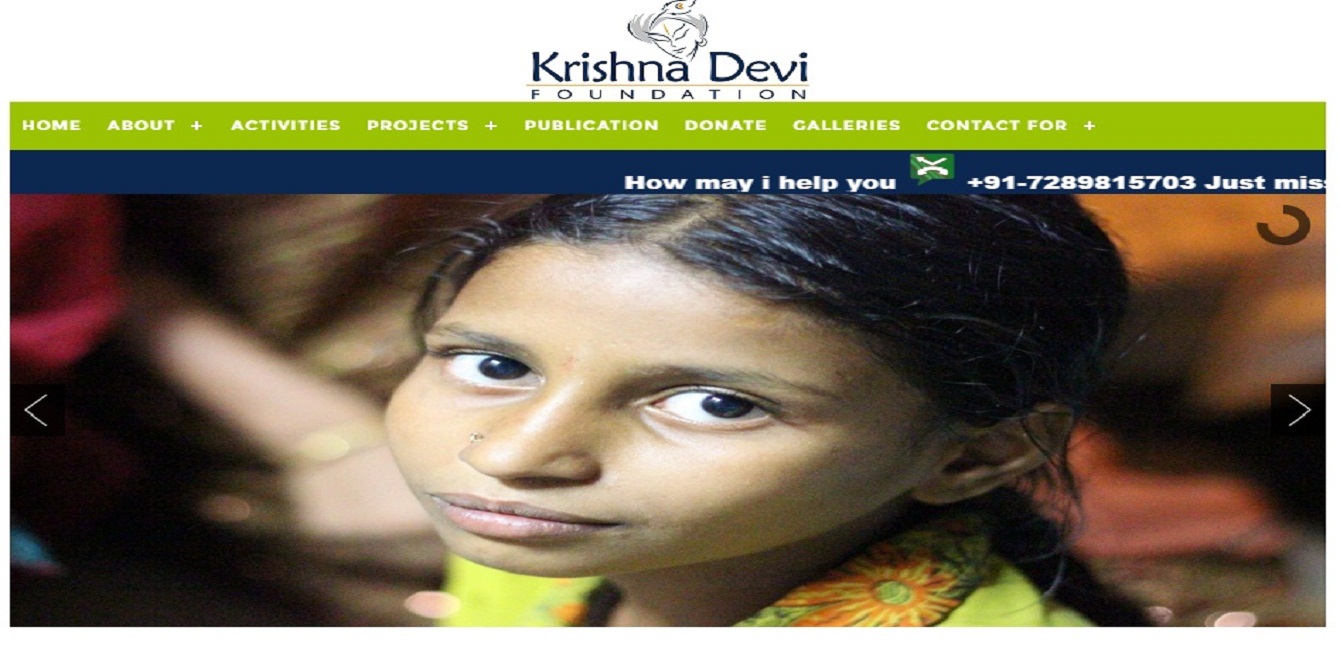 Krishna Devi
FOUNDATION
HOME ABOUT + ACTIVITIES PROJECTS + PUBLICATION DONATE GALLERIES CONTACT FOR +
How may i help you +91-7289815703 Just mis